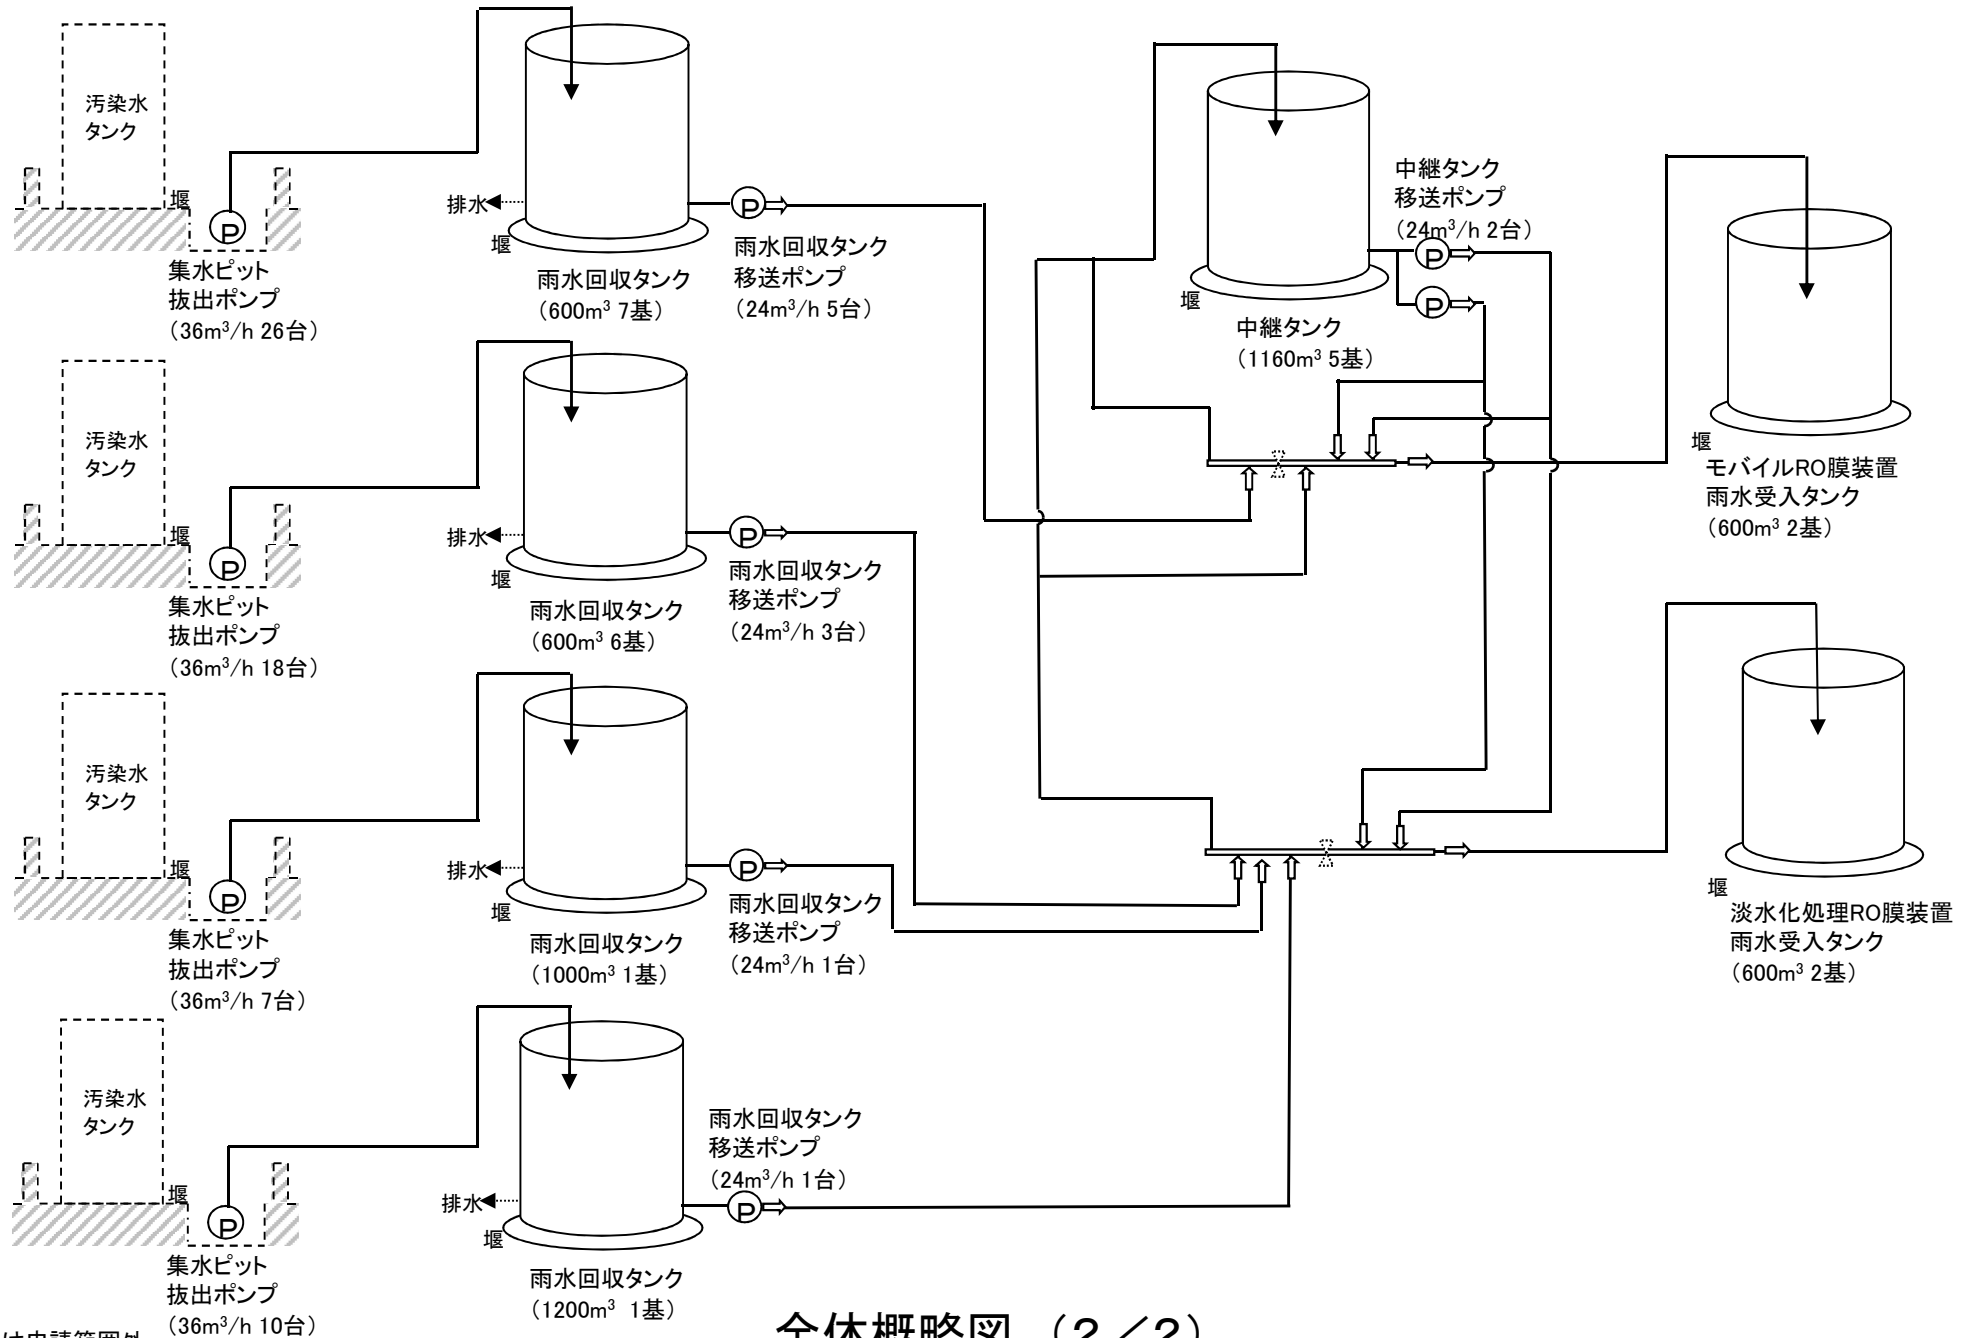 汚染水
タンク
堰
集水ピット
抜出ポンプ
（36m³/h 26台）
排水
堰
雨水回収タンク
（600m³ 7基）
雨水回収タンク
移送ポンプ
（24m³/h 5台）
堰
中継タンク
（1160m³ 5基）
中継タンク
移送ポンプ
（24m³/h 2台）
堰
モバイルRO膜装置
雨水受入タンク
（600m³ 2基）
汚染水
タンク
堰
集水ピット
抜出ポンプ
（36m³/h 18台）
排水
堰
雨水回収タンク
（600m³ 6基）
雨水回収タンク
移送ポンプ
（24m³/h 3台）
汚染水
タンク
堰
集水ピット
抜出ポンプ
（36m³/h 7台）
排水
堰
雨水回収タンク
（1000m³ 1基）
雨水回収タンク
移送ポンプ
（24m³/h 1台）
堰
淡水化処理RO膜装置
雨水受入タンク
（600m³ 2基）
汚染水
タンク
堰
集水ピット
抜出ポンプ
（36m³/h 10台）
排水
堰
雨水回収タンク
（1200m³ 1基）
雨水回収タンク
移送ポンプ
（24m³/h 1台）
P
P
P
P
P
P
P
P
P
P
全体概略図（２／２）
は申請範囲外